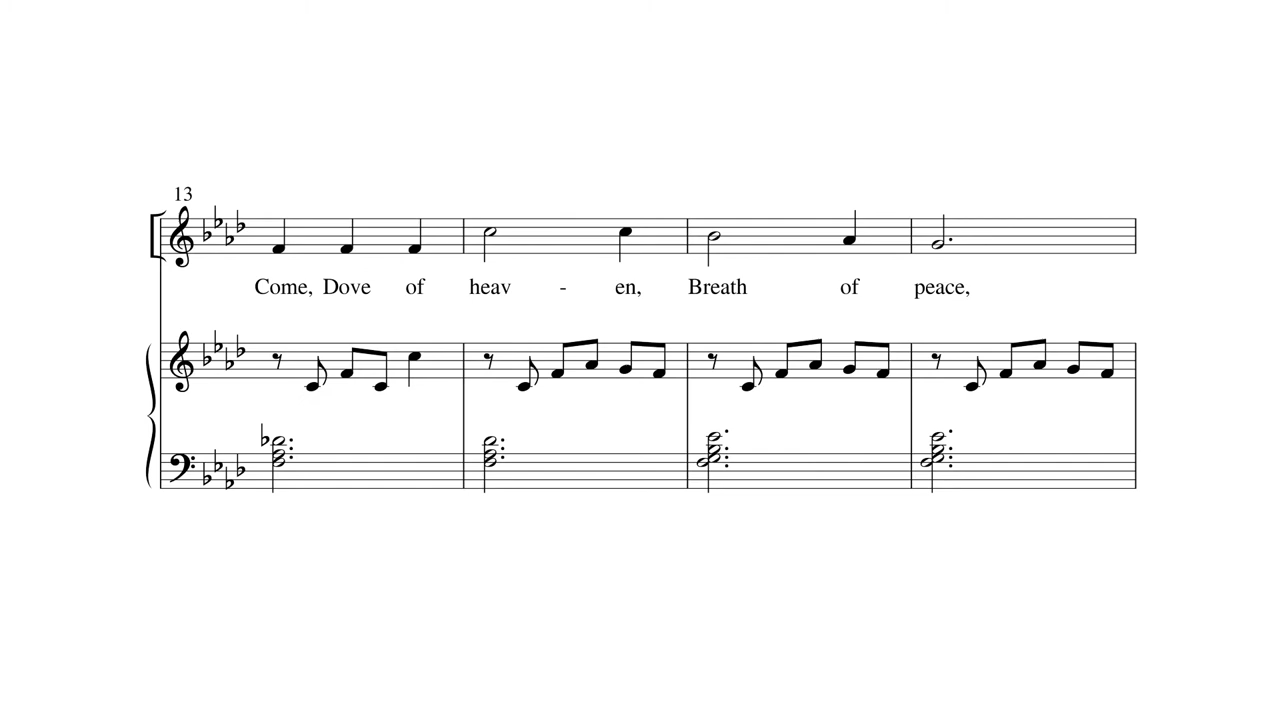 13
Come, Dove of heav - en, Breath of peace,